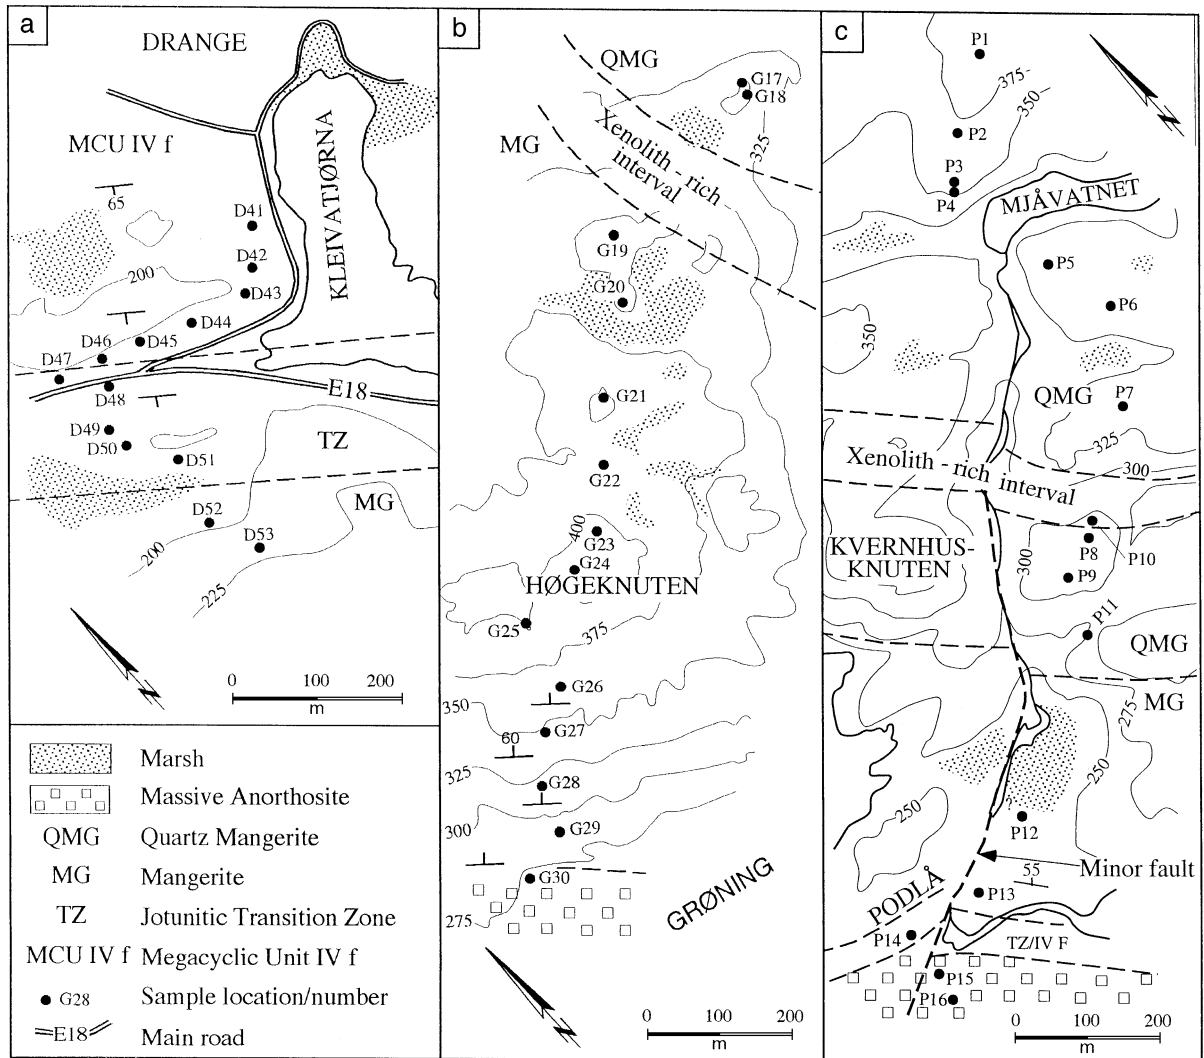 a
DRANGE
MCU IV f
65
D41
KLEIVATJØRNA
D42
200
D43
D44
D45
D46
D47
D48
E18
D49
TZ
D50
D51
MG
D52
D53
200
225
0 100 200
m
Marsh
Massive Anorthosite
QMG Quartz Mangerite
MG Mangerite
TZ Jotunitic Transition Zone
MCU IV f Megacyclic Unit IV f
G28 Sample location/number
E18 Main road
b
QMG
G17
G18
MG
Xenolith - rich
interval
325
G19
G20
G21
G22
400
G23
G24
HØGEKNUTEN
G25
375
G26
350
G27
60
325
G28
300
G29
G30
275
GRØNING
0 100 200
m
c
P1
375
350
P2
P3
P4
MJÅVATNET
P5
P6
350
QMG
P7
325
Xenolith - rich interval
300
P8
P10
KVERNHUS-
KNUTEN
300
P9
P11
QMG
MG
275
250
250
P12
Minor fault
55
PODLÅ
P13
P14
TZ/IV F
P15
P16
0 100 200
m